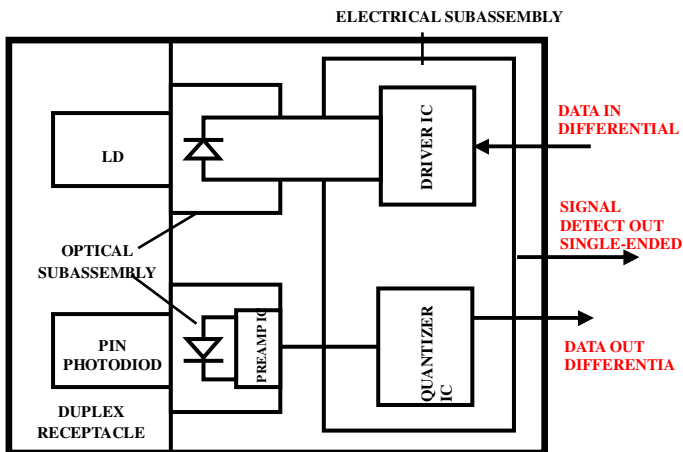 ELECTRICAL SUBASSEMBLY
DATA IN
DIFFERENTIAL
DRIVER IC
LD
SIGNAL
DETECT OUT
SINGLE-ENDED
OPTICAL
SUBASSEMBLY
PIN
PHOTODIOD
PREAMP IC
QUANTIZER
IC
DATA OUT
DIFFERENTIA
DUPLEX
RECEPTACLE